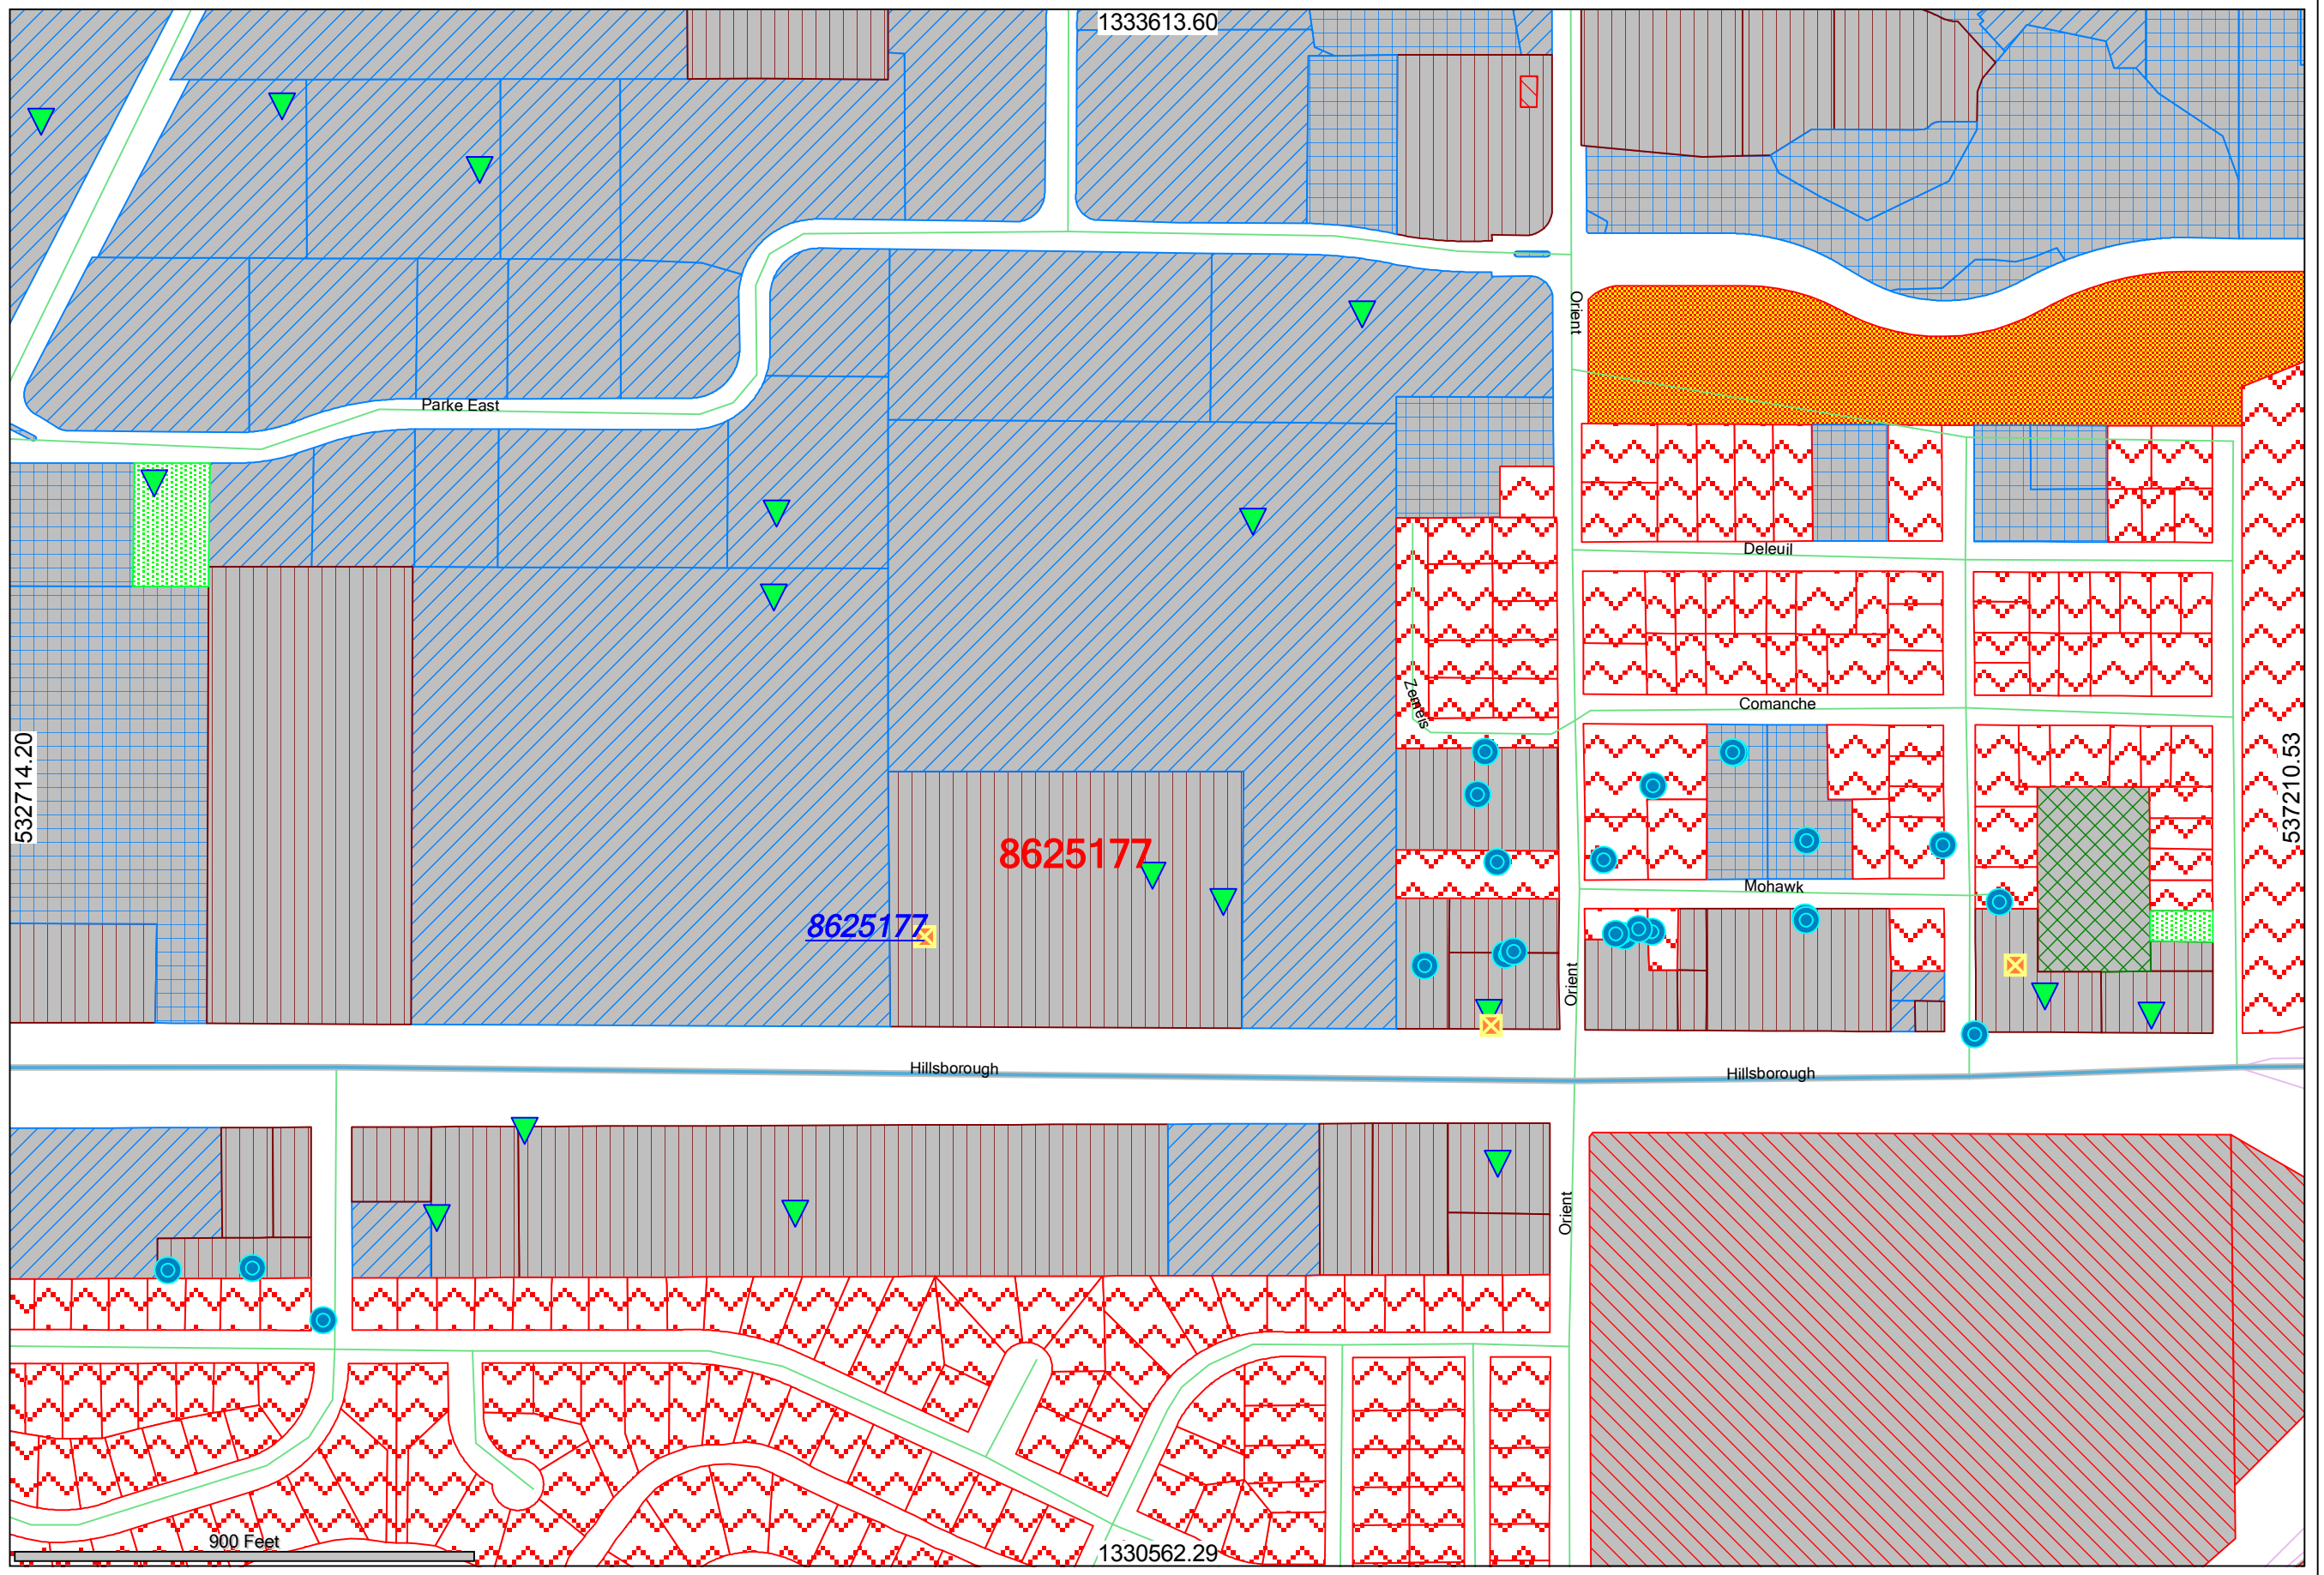 1333613.60
Orient
Parke East
Deleuil
Zemeis
Comanche
532714.20
537210.53
8625177
Mohawk
8625177
Orient
Hillsborough
Hillsborough
Orient
900 Feet
1330562.29